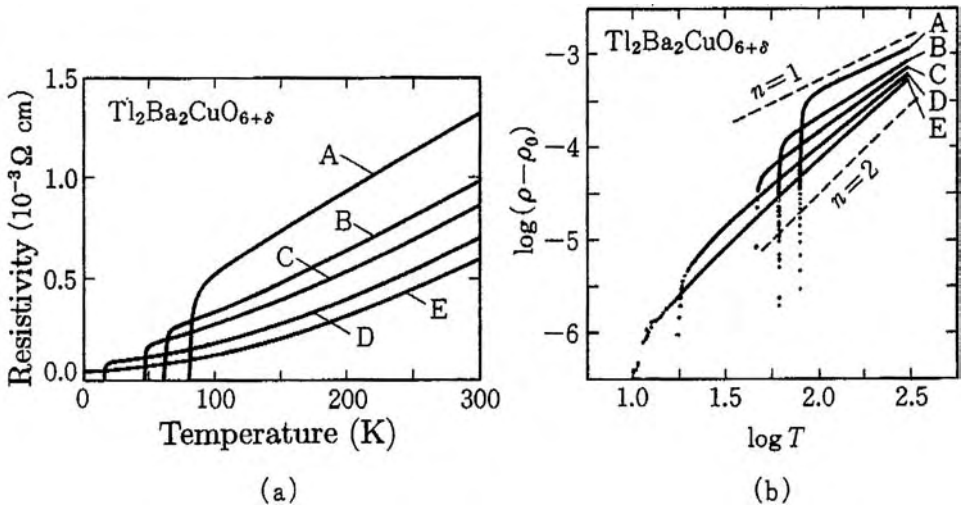 Tl₂Ba₂CuO₆₊δ
Resistivity (10⁻³ Ω cm)
1.5
1.0
0.5
0.0
A
B
C
D
E
0
100
200
300
Temperature (K)
(a)
Tl₂Ba₂CuO₆₊δ
log(ρ−ρ₀)
−3
−4
−5
−6
n=1
n=2
A
B
C
D
E
1.0
1.5
2.0
2.5
log T
(b)